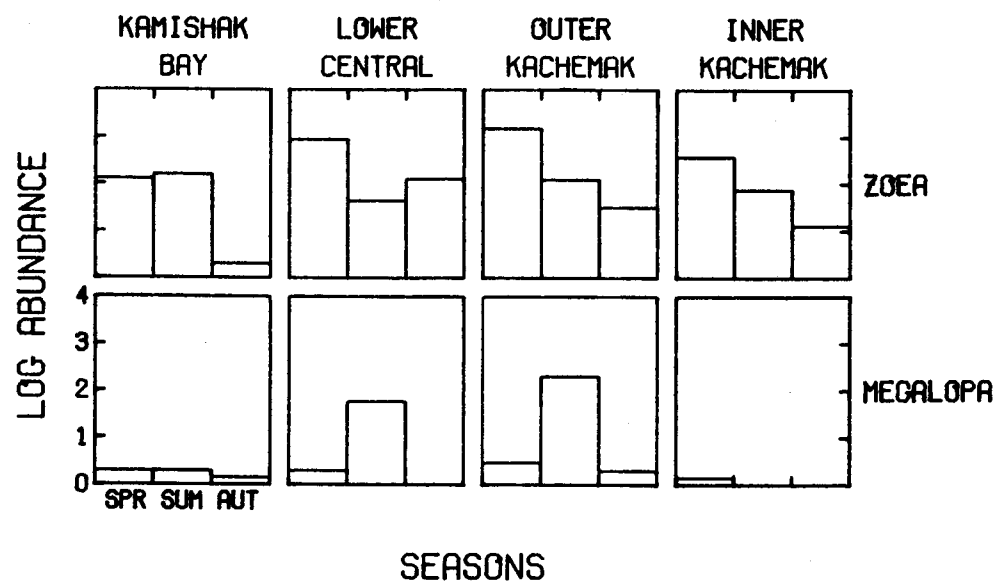 KAMISHAK BAY
LOWER CENTRAL
OUTER KACHEMAK
INNER KACHEMAK
LOG ABUNDANCE
ZOEA
4
3
2
1
0
MEGALOPA
SPR SUM AUT
SEASONS